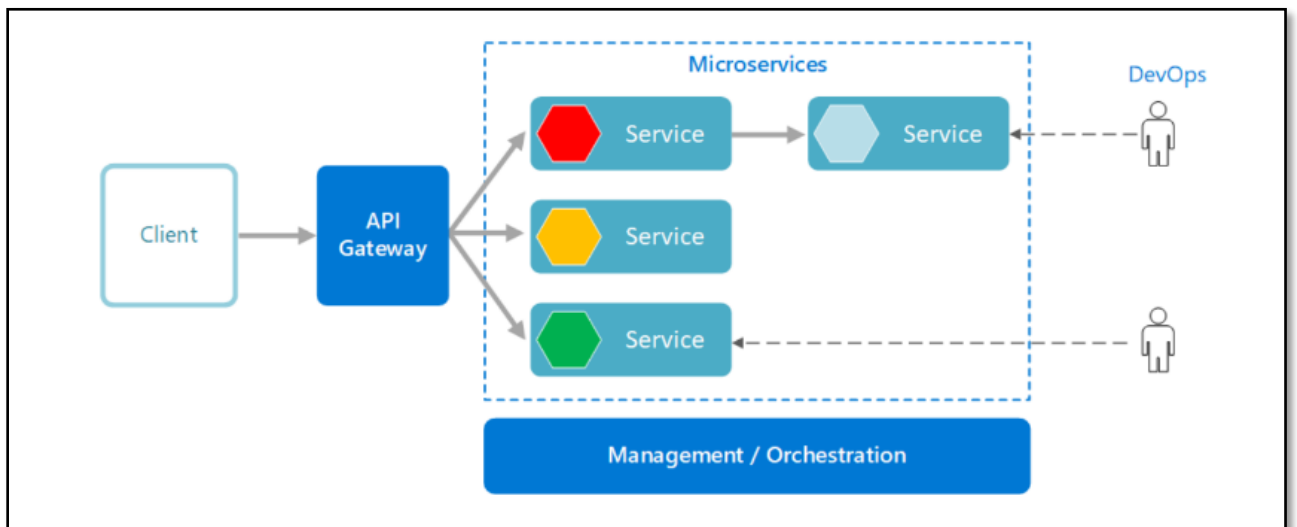 Microservices
DevOps
Service
Service
Client
API
Gateway
Service
Service
Management / Orchestration